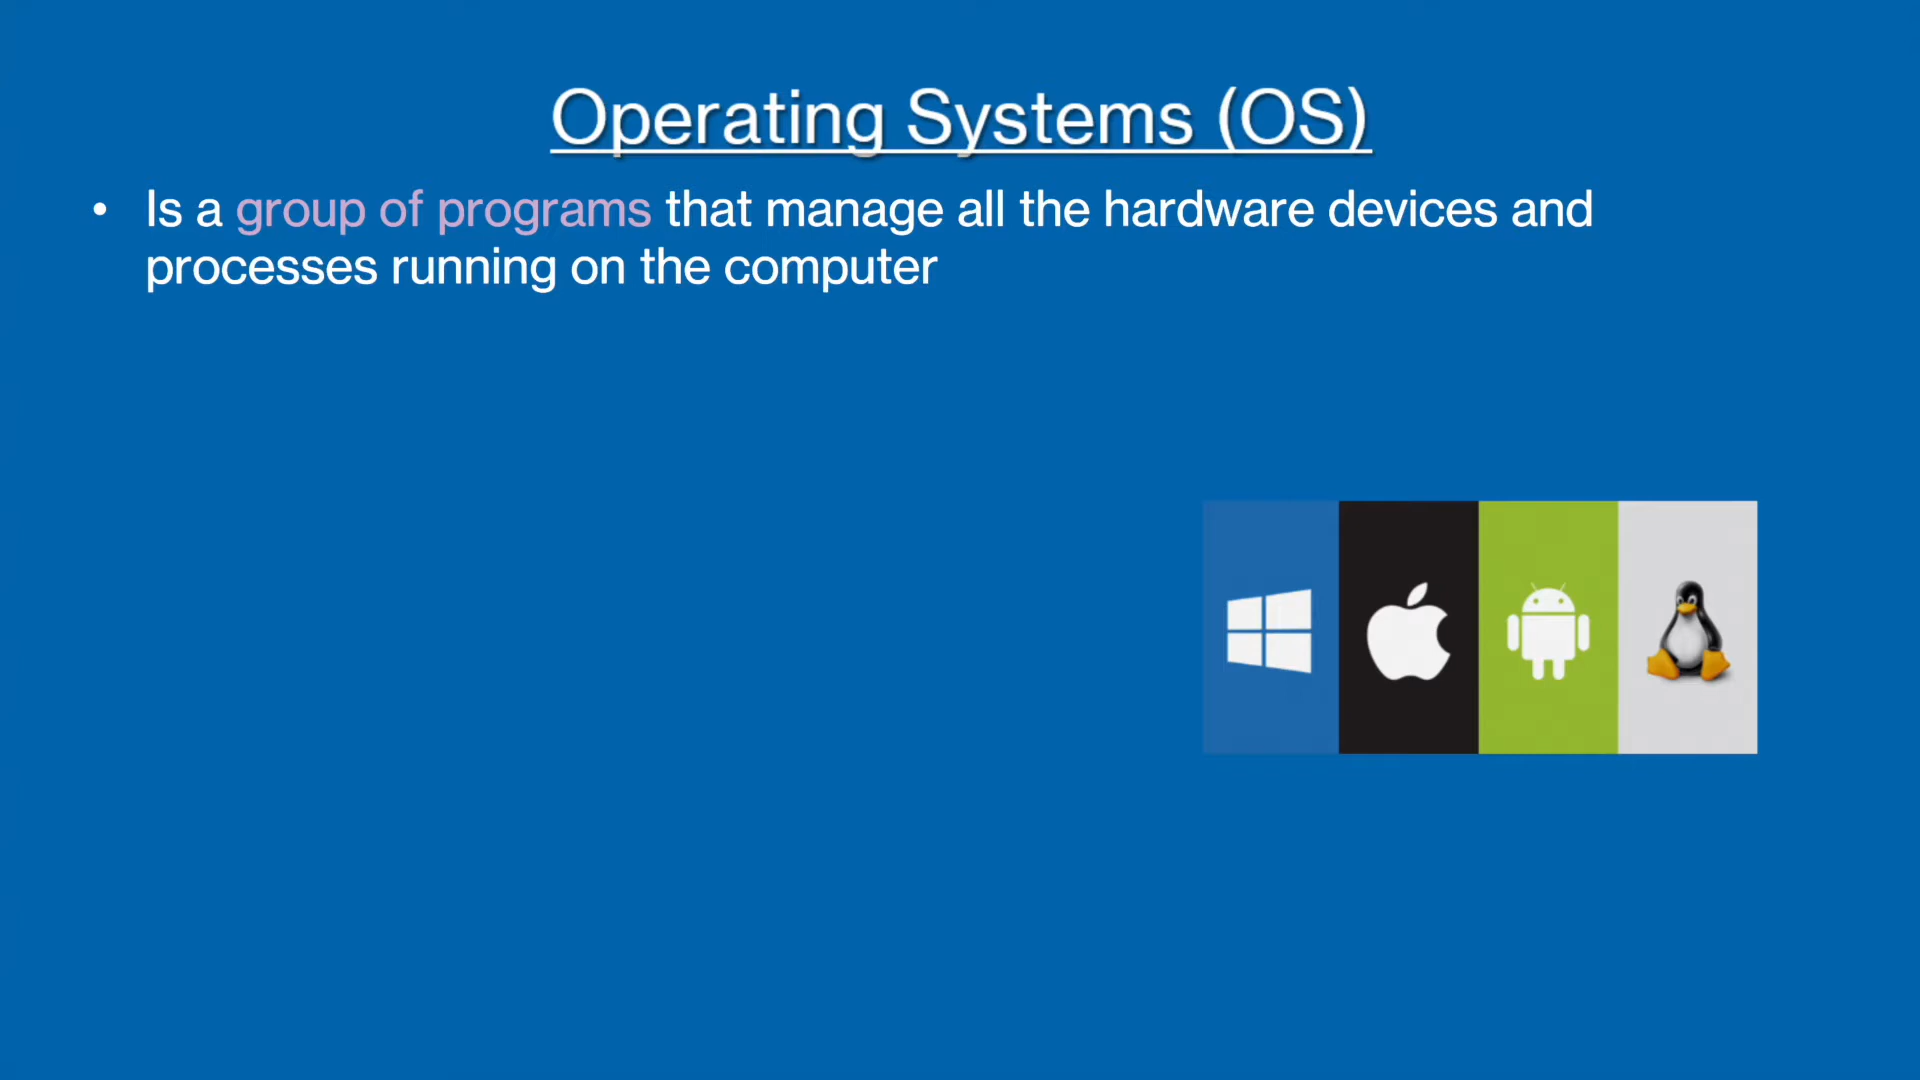 Operating Systems (OS)
• Is a group of programs that manage all the hardware devices and
processes running on the computer